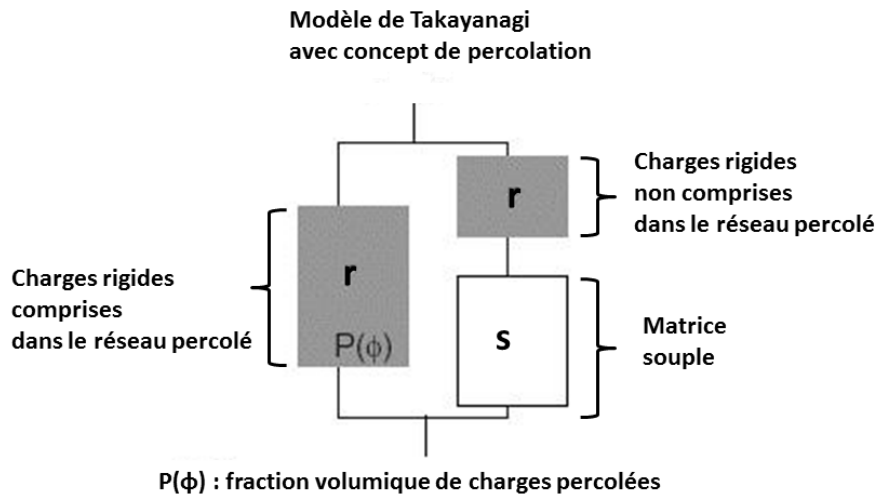 Modèle de Takayanagi
avec concept de percolation
Charges rigides
non comprises
dans le réseau percolé
r
Charges rigides
comprises
dans le réseau percolé
r
P(ϕ)
s
Matrice
souple
P(ϕ) : fraction volumique de charges percolées